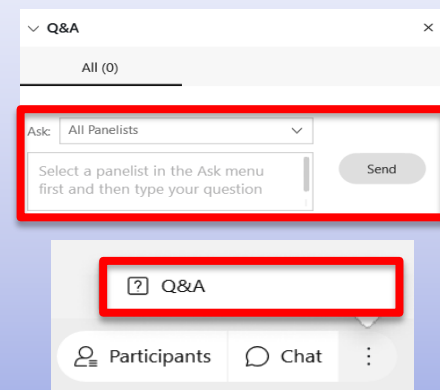 Q&A
All (0)
Ask: All Panelists
Select a panelist in the Ask menu
first and then type your question
Send
Q&A
Participants Chat